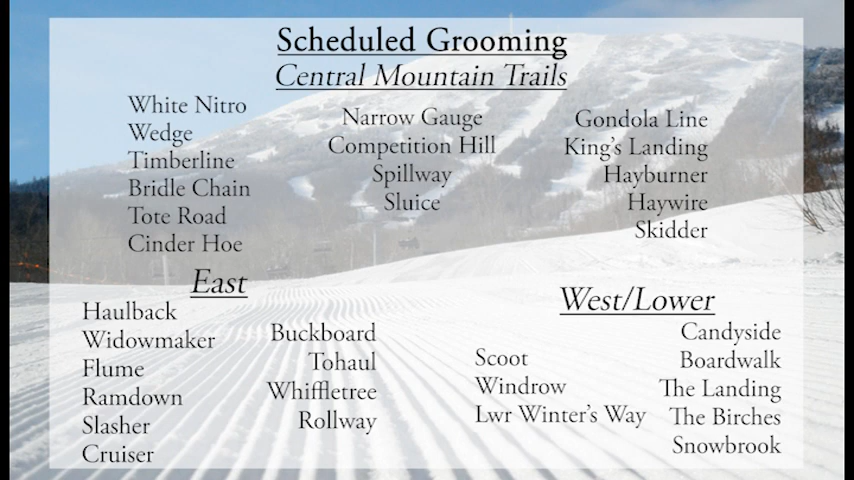 Scheduled Grooming
Central Mountain Trails
White Nitro
Wedge
Timberline
Bridle Chain
Tote Road
Cinder Hoe
Narrow Gauge
Competition Hill
Spillway
Sluice
Gondola Line
King's Landing
Hayburner
Haywire
Skidder
East
Haulback
Widowmaker
Flume
Ramdown
Slasher
Cruiser
Buckboard
Tohaul
Whiffletree
Rollway
West/Lower
Scoot
Windrow
Lwr Winter's Way
Candyside
Boardwalk
The Landing
The Birches
Snowbrook